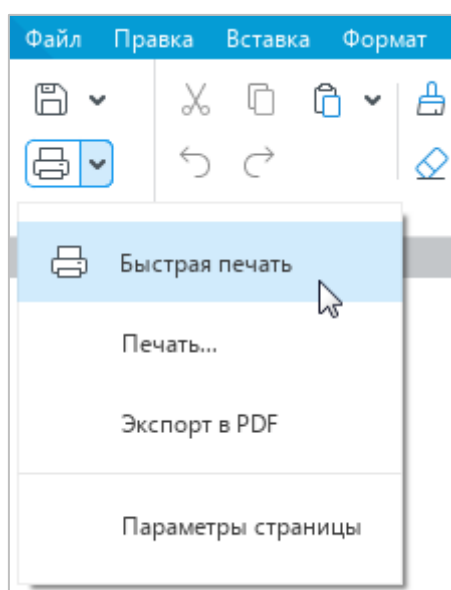 Файл Правка Вставка Формат
Быстрая печать
Печать...
Экспорт в PDF
Параметры страницы